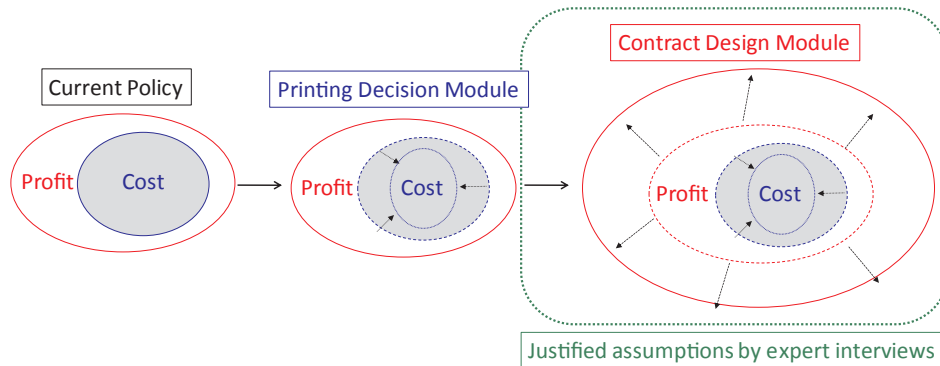 Contract Design Module
Current Policy
Printing Decision Module
Profit
Cost
Profit
Cost
Profit
Cost
Justified assumptions by expert interviews